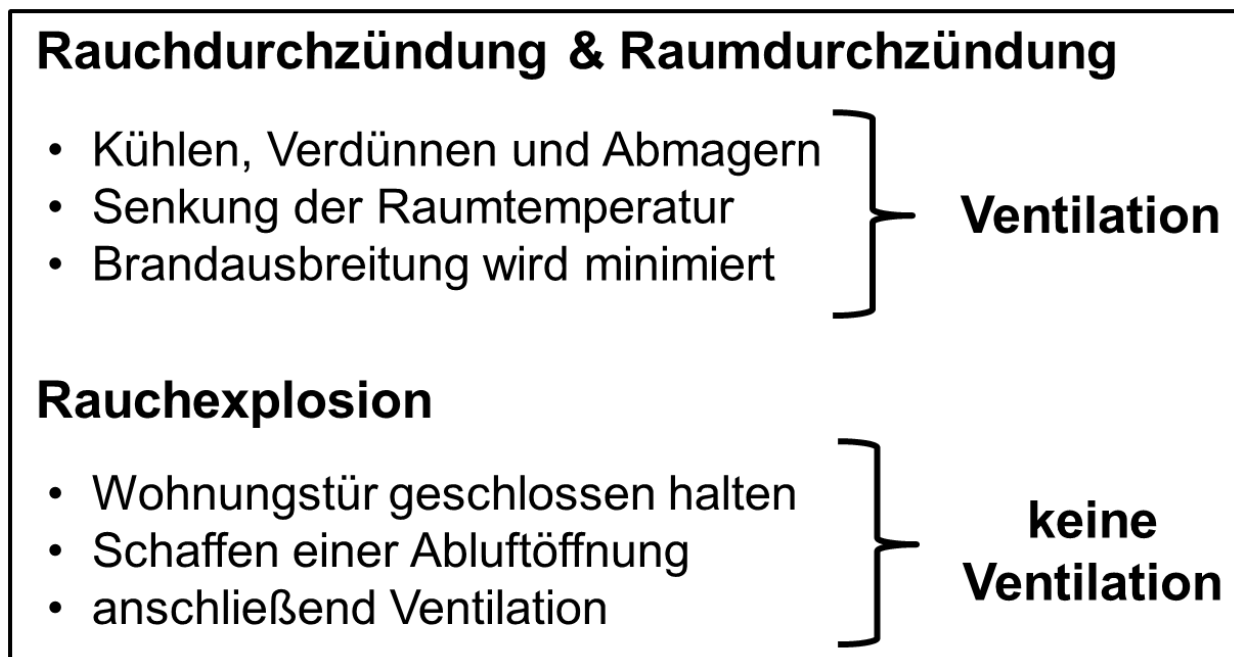 Rauchdurchzündung & Raumdurchzündung
• Kühlen, Verdünnen und Abmagern
• Senkung der Raumtemperatur
• Brandausbreitung wird minimiert
Ventilation
Rauchexplosion
• Wohnungstür geschlossen halten
• Schaffen einer Abluftöffnung
• anschließend Ventilation
keine
Ventilation